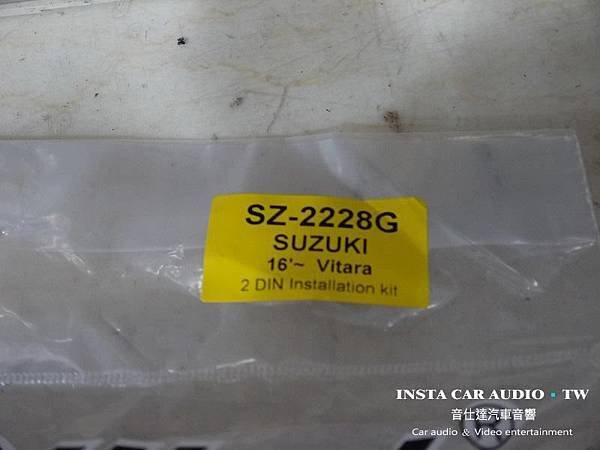 SZ-2228G
SUZUKI
16'~ Vitara
2 DIN Installation kit
INSTA CAR AUDIO · TW
音仕達汽車音響
Car audio & Video entertainment
®